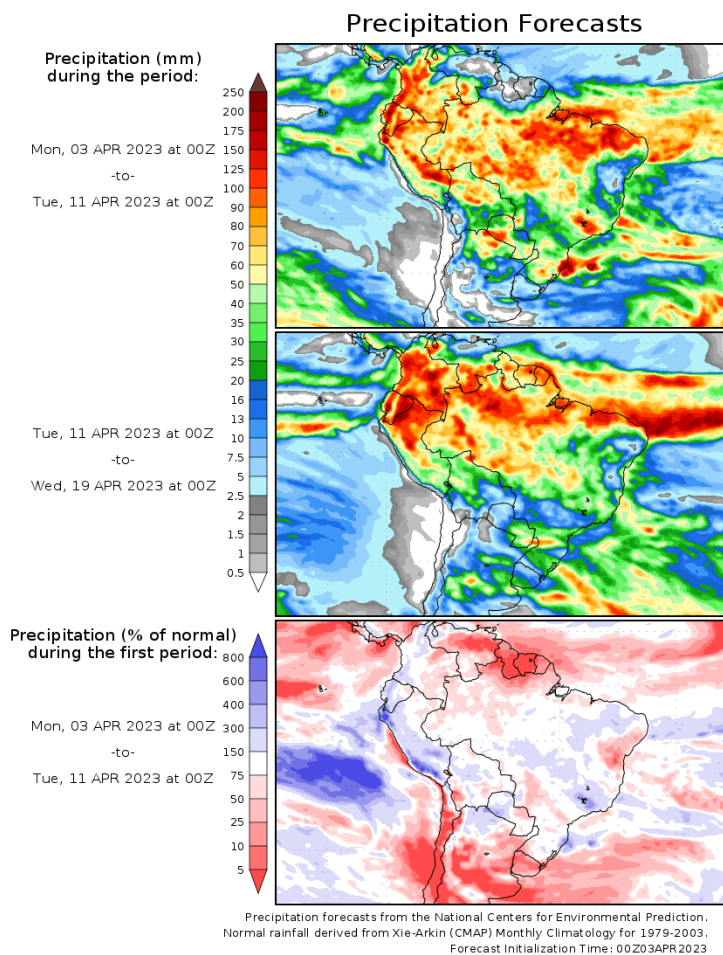 Precipitation Forecasts
Precipitation (mm)
during the period:
Mon, 03 APR 2023 at 00Z
-to-
Tue, 11 APR 2023 at 00Z
250
200
175
150
125
100
90
80
70
60
50
40
35
30
25
20
16
13
10
7.5
5
2.5
2
1.5
1
0.5
Tue, 11 APR 2023 at 00Z
-to-
Wed, 19 APR 2023 at 00Z
Precipitation (% of normal)
during the first period:
Mon, 03 APR 2023 at 00Z
-to-
Tue, 11 APR 2023 at 00Z
800
600
400
300
150
75
50
25
10
5
Precipitation forecasts from the National Centers for Environmental Prediction.
Normal rainfall derived from Xie-Arkin (CMAP) Monthly Climatology for 1979-2003.
Forecast Initialization Time: 00Z03APR2023